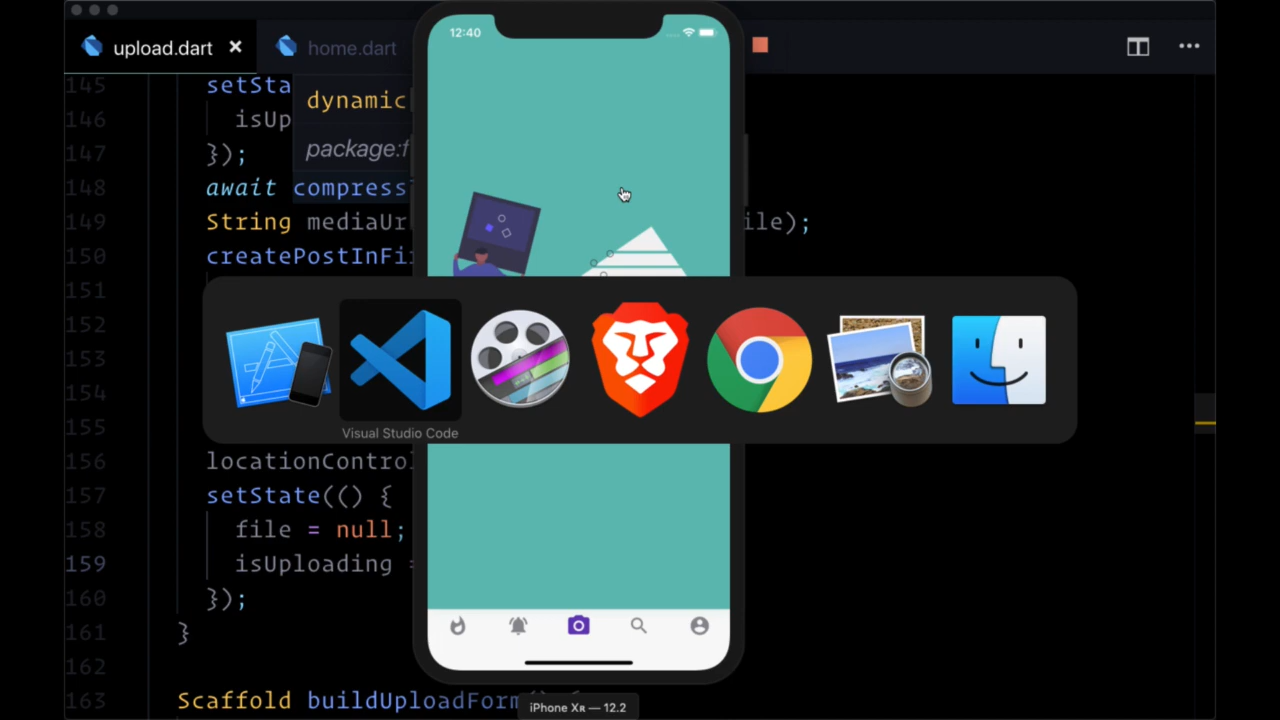 upload.dart × home.dart
12:40
145 setSta
dynamic
146 isUp
package:f
147 });
148 await compress
149 String mediaUr ile);
150 createPostInFi
151
152
153
154
155
Visual Studio Code
156 locationContro
157 setState(() {
158 file = null;
159 isUploading =
160 });
161 }
162
163 Scaffold buildUploadForm() {
iPhone Xʀ — 12.2